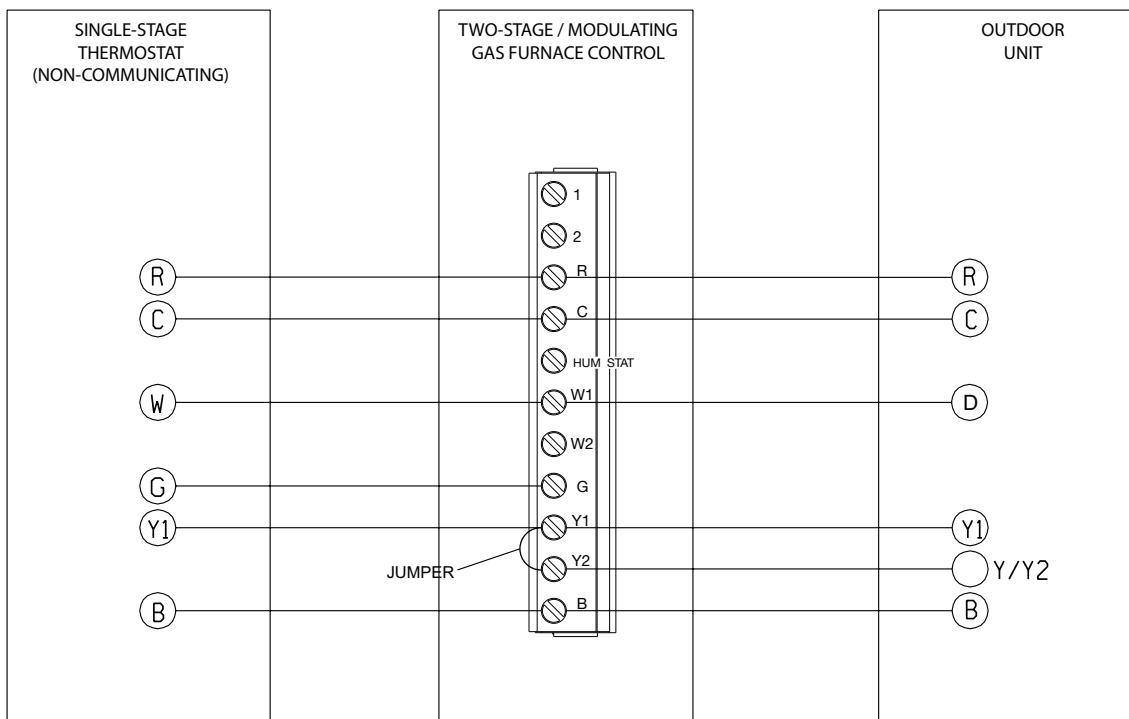 SINGLE-STAGE
THERMOSTAT
(NON-COMMUNICATING)
TWO-STAGE / MODULATING
GAS FURNACE CONTROL
OUTDOOR
UNIT
1
2
R
R
R
C
C
C
HUM STAT
W
W1
D
W2
G
G
Y1
Y1
Y1
JUMPER
Y2
Y/Y2
B
B
B